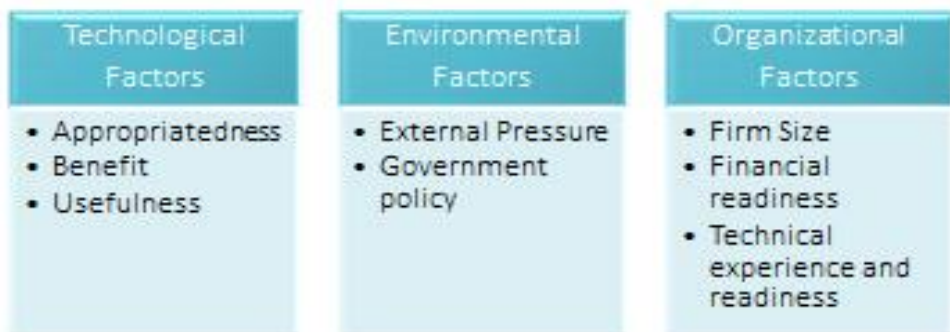 Technological
Factors
• Appropriatedness
• Benefit
• Usefulness
Environmental
Factors
• External Pressure
• Government
policy
Organizational
Factors
• Firm Size
• Financial
readiness
• Technical
experience and
readiness